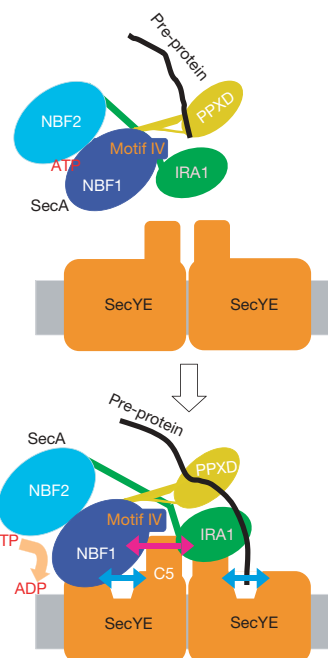 Pre-protein
NBF2
PPXD
Motif IV
ATP
NBF1
IRA1
SecA
SecYE
SecYE
Pre-protein
SecA
PPXD
NBF2
Motif IV
TP
NBF1
IRA1
C5
ADP
SecYE
SecYE